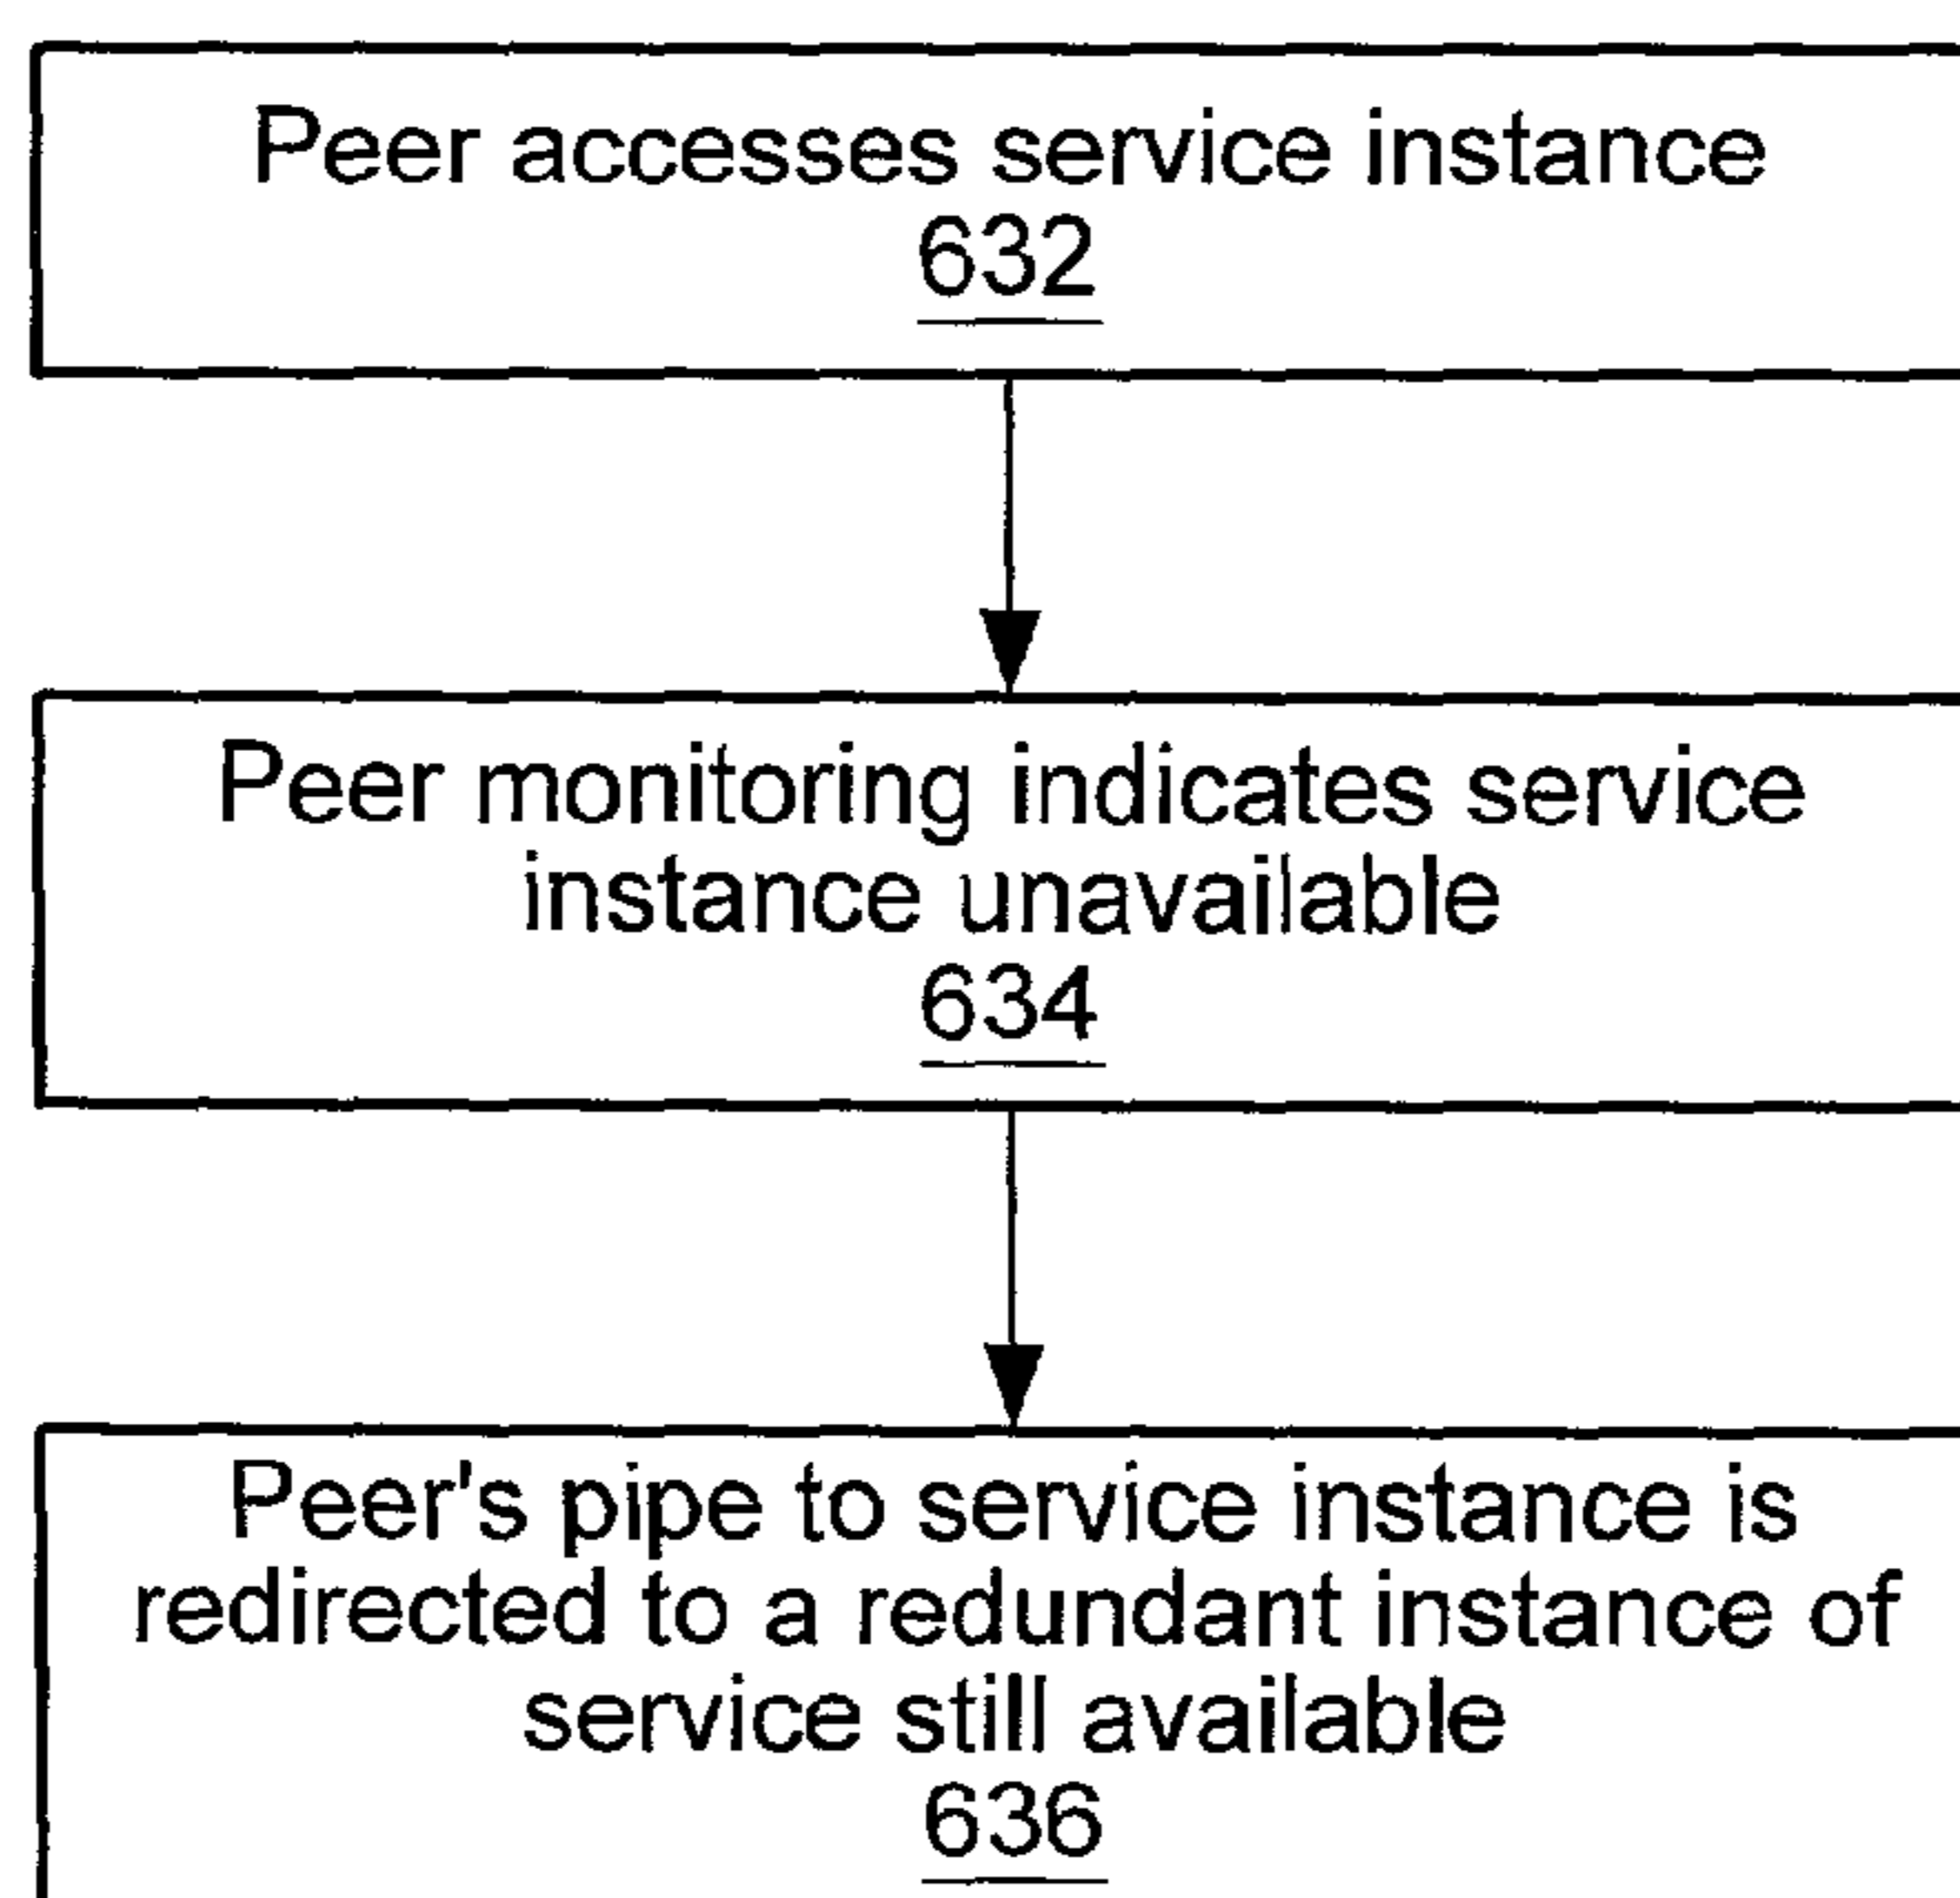 Peer accesses service instance
632
Peer monitoring indicates service
instance unavailable
634
Peer's pipe to service instance is
redirected to a redundant instance of
service still available
636